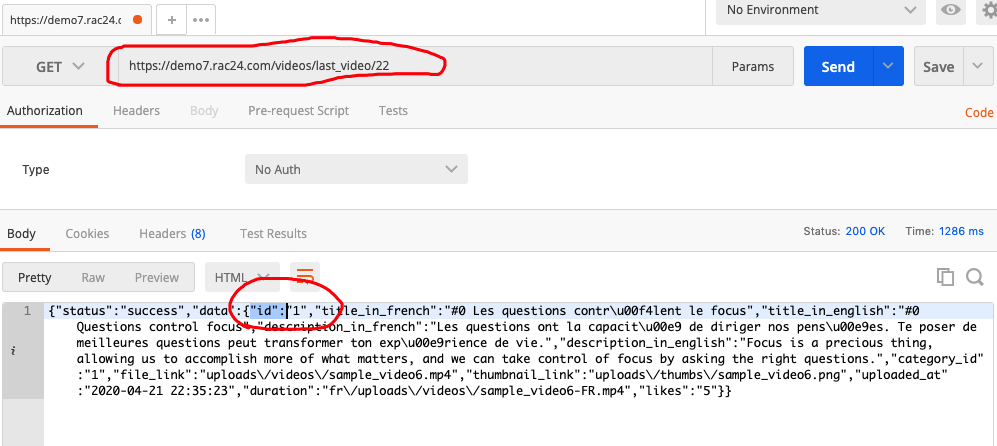 https://demo7.rac24.c
+
•••
No Environment
GET
https://demo7.rac24.com/videos/last_video/22
Params
Send
Save
Authorization
Headers
Body
Pre-request Script
Tests
Code
Type
No Auth
Body
Cookies
Headers (8)
Test Results
Status: 200 OK
Time: 1286 ms
Pretty
Raw
Preview
HTML
1
i
{"status":"success","data":{"id":"1","title_in_french":"#0 Les questions contr\u00f4lent le focus","title_in_english":"#0
Questions control focus","description_in_french":"Les questions ont la capacit\u00e9 de diriger nos pens\u00e9es. Te poser de
meilleures questions peut transformer ton exp\u00e9rience de vie.","description_in_english":"Focus is a precious thing,
allowing us to accomplish more of what matters, and we can take control of focus by asking the right questions.","category_id"
:"1","file_link":"uploads\/videos\/sample_video6.mp4","thumbnail_link":"uploads\/thumbs\/sample_video6.png","uploaded_at"
:"2020-04-21 22:35:23","duration":"fr\/uploads\/videos\/sample_video6-FR.mp4","likes":"5"}}